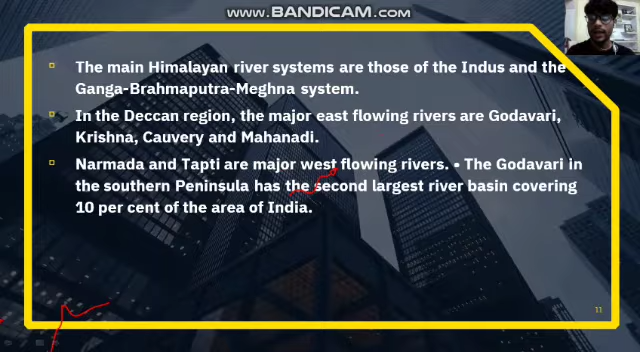 www.BANDICAM.com
The main Himalayan river systems are those of the Indus and the
Ganga-Brahmaputra-Meghna system.
In the Deccan region, the major east flowing rivers are Godavari,
Krishna, Cauvery and Mahanadi.
Narmada and Tapti are major west flowing rivers. • The Godavari in
the southern Peninsula has the second largest river basin covering
10 per cent of the area of India.
11